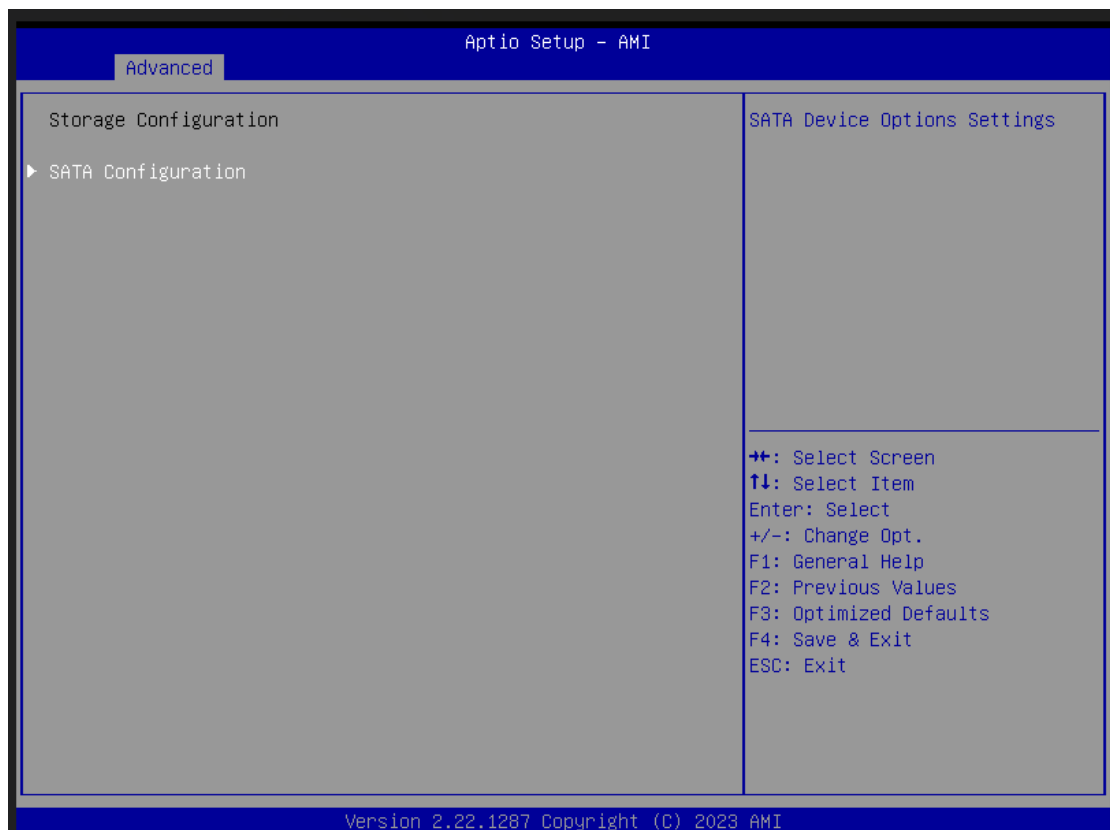 Aptio Setup - AMI
Advanced
Storage Configuration
SATA Configuration
SATA Device Options Settings
→←: Select Screen
↑↓: Select Item
Enter: Select
+/-: Change Opt.
F1: General Help
F2: Previous Values
F3: Optimized Defaults
F4: Save & Exit
ESC: Exit
Version 2.22.1287 Copyright (C) 2023 AMI